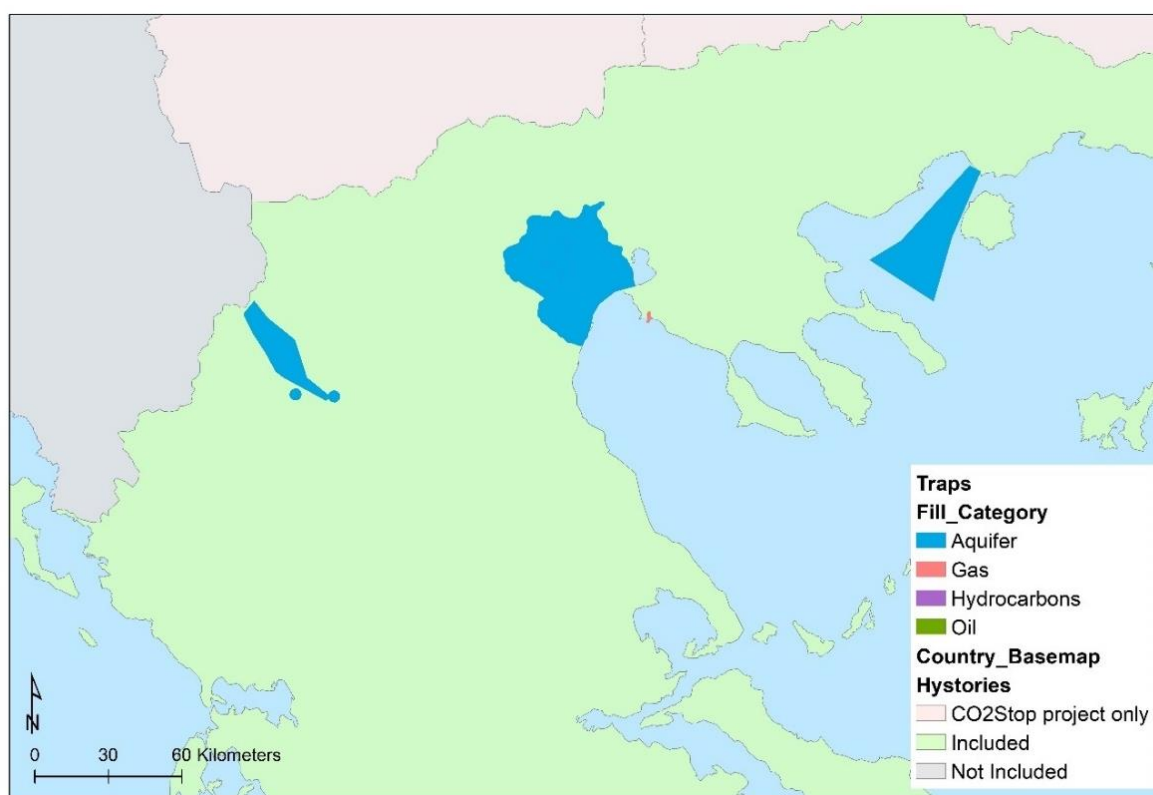 Traps
Fill_Category
Aquifer
Gas
Hydrocarbons
Oil
Country_Basemap
Hystories
CO2Stop project only
Included
Not Included
N
0 30 60 Kilometers